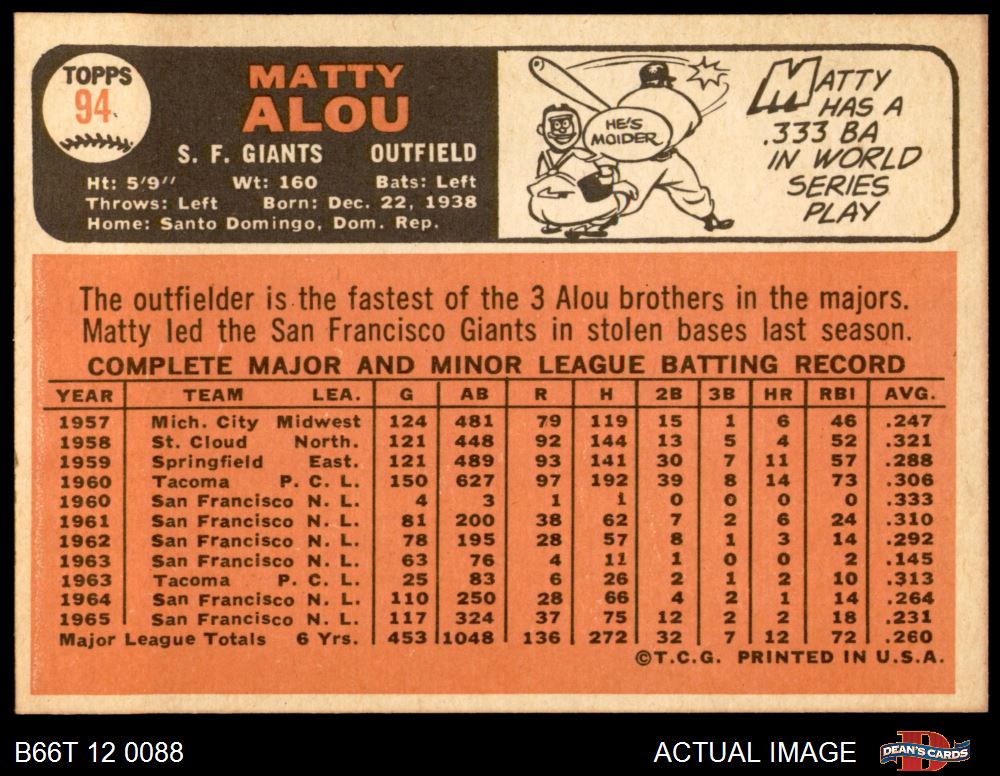 TOPPS
94
MATTY
ALOU
S. F. GIANTS OUTFIELD
Ht: 5'9" Wt: 160 Bats: Left
Throws: Left Born: Dec. 22, 1938
Home: Santo Domingo, Dom. Rep.
HE'S
MOIDER
MATTY
HAS A
.333 BA
IN WORLD
SERIES
PLAY
The outfielder is the fastest of the 3 Alou brothers in the majors.
Matty led the San Francisco Giants in stolen bases last season.
COMPLETE MAJOR AND MINOR LEAGUE BATTING RECORD
YEAR TEAM LEA. G AB R H 2B 3B HR RBI AVG.
1957 Mich. City Midwest 124 481 79 119 15 1 6 46 .247
1958 St. Cloud North. 121 448 92 144 13 5 4 52 .321
1959 Springfield East. 121 489 93 141 30 7 11 57 .288
1960 Tacoma P. C. L. 150 627 97 192 39 8 14 73 .306
1960 San Francisco N. L. 4 3 1 1 0 0 0 0 .333
1961 San Francisco N. L. 81 200 38 62 7 2 6 24 .310
1962 San Francisco N. L. 78 195 28 57 8 1 3 14 .292
1963 San Francisco N. L. 63 76 4 11 1 0 0 2 .145
1963 Tacoma P. C. L. 25 83 6 26 2 1 2 10 .313
1964 San Francisco N. L. 110 250 28 66 4 2 1 14 .264
1965 San Francisco N. L. 117 324 37 75 12 2 2 18 .231
Major League Totals 6 Yrs. 453 1048 136 272 32 7 12 72 .260
©T.C.G. PRINTED IN U.S.A.
B66T 12 0088 ACTUAL IMAGE
D
DEAN'S CARDS